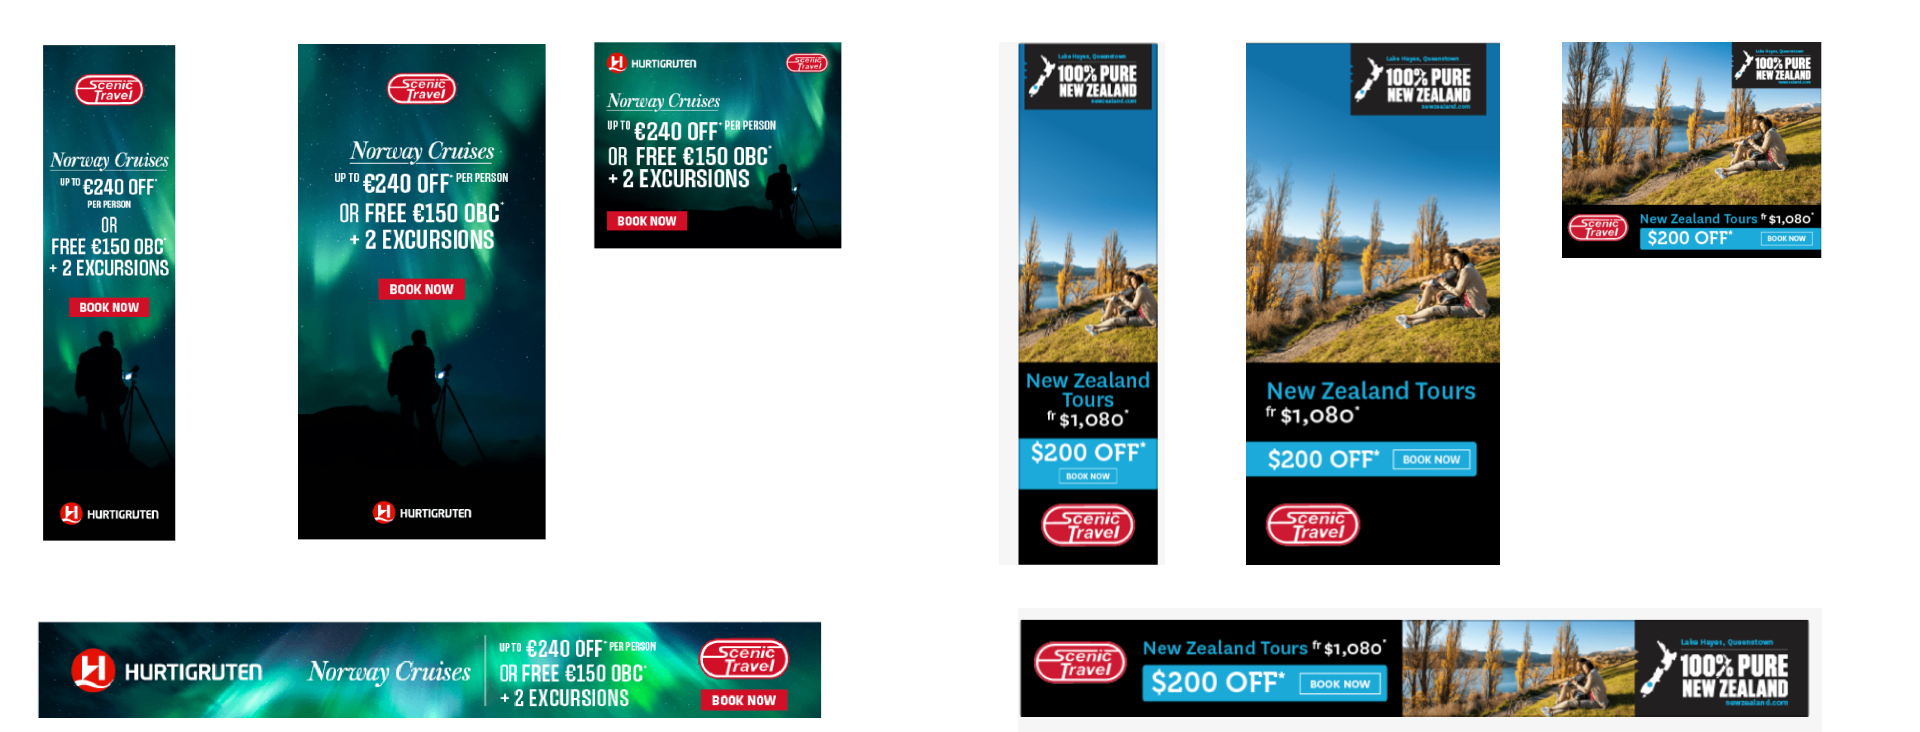 Scenic
Travel
Norway Cruises
UP TO €240 OFF*
PER PERSON
OR
FREE €150 OBC*
+ 2 EXCURSIONS
BOOK NOW
HURTIGRUTEN
Scenic
Travel
Norway Cruises
UP TO €240 OFF* PER PERSON
OR FREE €150 OBC*
+ 2 EXCURSIONS
BOOK NOW
HURTIGRUTEN
HURTIGRUTEN
Scenic
Travel
Norway Cruises
UP TO €240 OFF* PER PERSON
OR FREE €150 OBC*
+ 2 EXCURSIONS
BOOK NOW
Lake Hayes, Queenstown
100% PURE
NEW ZEALAND
newzealand.com
New Zealand
Tours
fr $1,080*
$200 OFF*
BOOK NOW
Scenic
Travel
Lake Hayes, Queenstown
100% PURE
NEW ZEALAND
newzealand.com
New Zealand Tours
fr $1,080*
$200 OFF* BOOK NOW
Scenic
Travel
Lake Hayes, Queenstown
100% PURE
NEW ZEALAND
newzealand.com
Scenic
Travel
New Zealand Tours fr $1,080*
$200 OFF* BOOK NOW
HURTIGRUTEN
Norway Cruises
UP TO €240 OFF* PER PERSON
OR FREE €150 OBC*
+ 2 EXCURSIONS
Scenic
Travel
BOOK NOW
Scenic
Travel
New Zealand Tours fr $1,080*
$200 OFF* BOOK NOW
Lake Hayes, Queenstown
100% PURE
NEW ZEALAND
newzealand.com